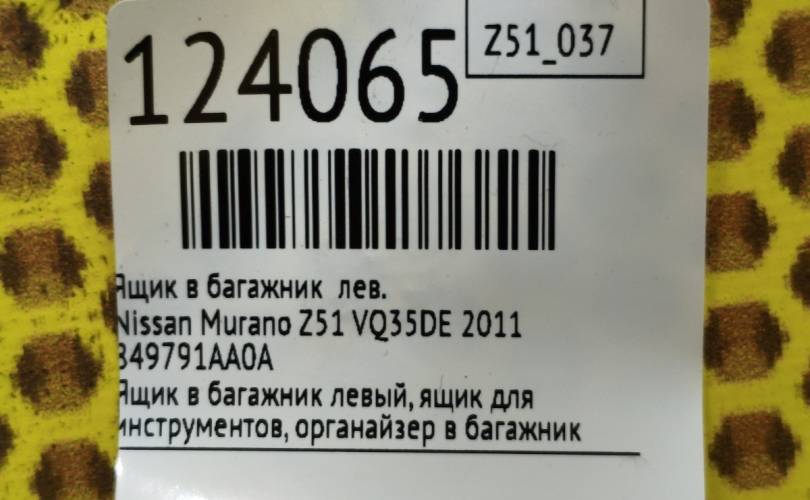 124065
Z51_037
Ящик в багажник лев.
Nissan Murano Z51 VQ35DE 2011
849791AA0A
Ящик в багажник левый, ящик для
инструментов, органайзер в багажник